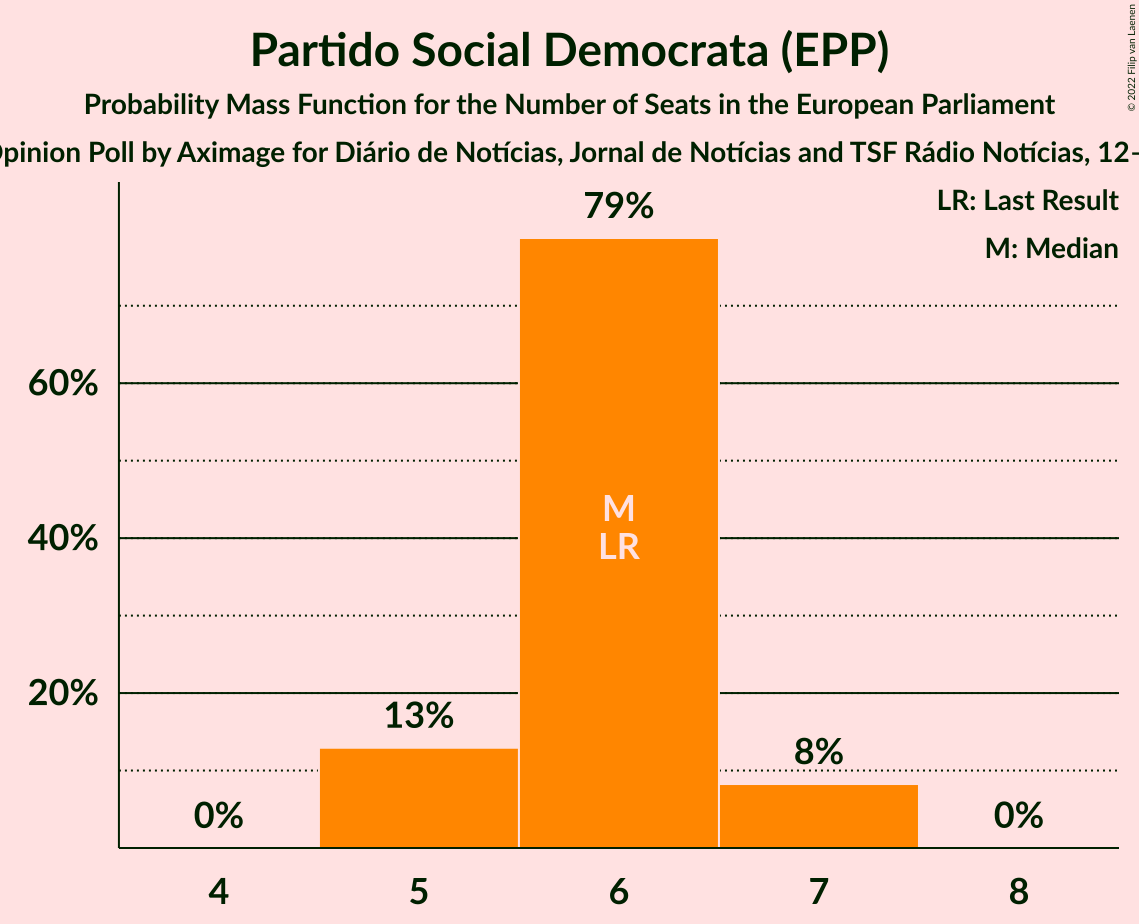 Partido Social Democrata (EPP)
Probability Mass Function for the Number of Seats in the European Parliament
pinion Poll by Aximage for Diário de Notícias, Jornal de Notícias and TSF Rádio Notícias, 12–
© 2022 Filip van Laenen
LR: Last Result
M: Median
79%
60%
40%
20%
M
LR
13%
8%
0%
0%
4 5 6 7 8